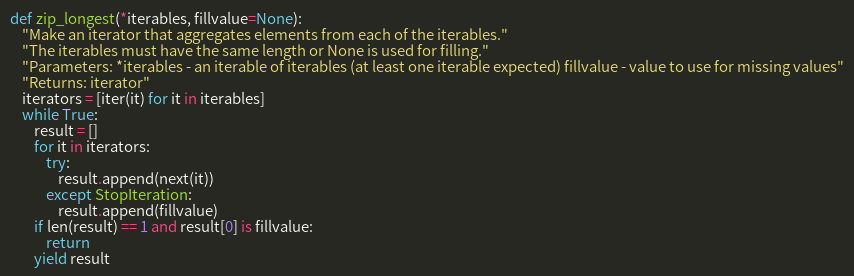 def zip_longest(*iterables, fillvalue=None):
    "Make an iterator that aggregates elements from each of the iterables."
    "The iterables must have the same length or None is used for filling."
    "Parameters: *iterables - an iterable of iterables (at least one iterable expected) fillvalue - value to use for missing values"
    "Returns: iterator"
    iterators = [iter(it) for it in iterables]
    while True:
        result = []
        for it in iterators:
            try:
                result.append(next(it))
            except StopIteration:
                result.append(fillvalue)
        if len(result) == 1 and result[0] is fillvalue:
            return
        yield result